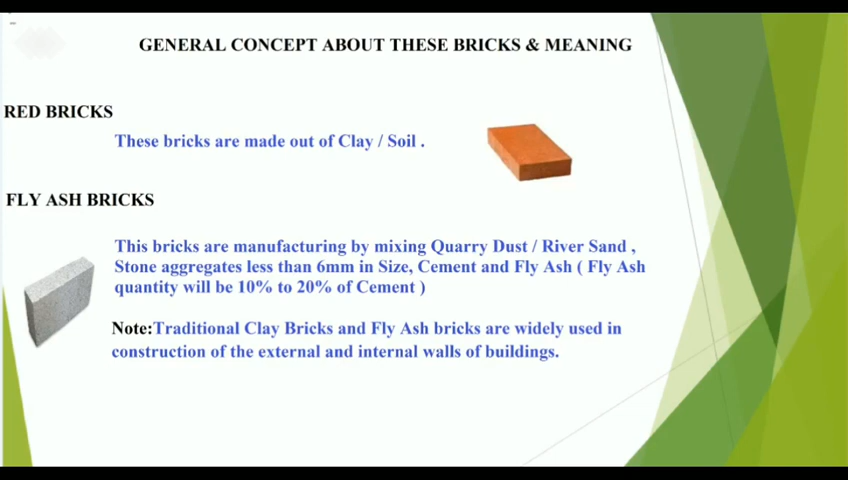 GENERAL CONCEPT ABOUT THESE BRICKS & MEANING
RED BRICKS
These bricks are made out of Clay / Soil .
FLY ASH BRICKS
This bricks are manufacturing by mixing Quarry Dust / River Sand ,
Stone aggregates less than 6mm in Size, Cement and Fly Ash ( Fly Ash
quantity will be 10% to 20% of Cement )
Note:Traditional Clay Bricks and Fly Ash bricks are widely used in
construction of the external and internal walls of buildings.